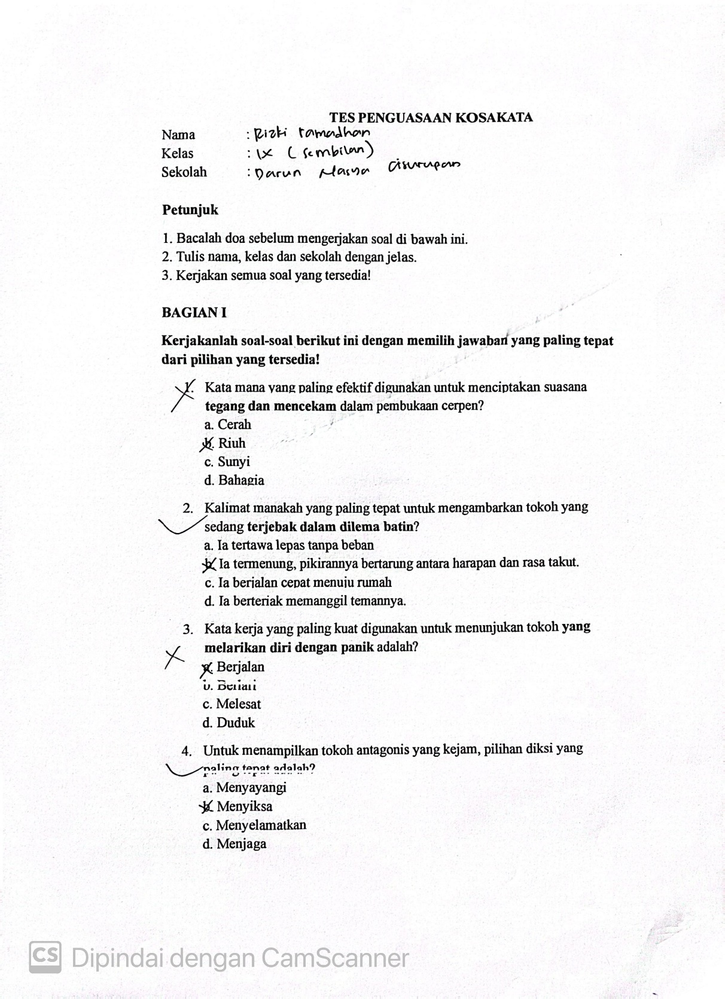 TES PENGUASAAN KOSAKATA
Nama : Rizki ramadhan
Kelas : IX (sembilan)
Sekolah : Darun Masya Cisurupan
Petunjuk
1. Bacalah doa sebelum mengerjakan soal di bawah ini.
2. Tulis nama, kelas dan sekolah dengan jelas.
3. Kerjakan semua soal yang tersedia!
BAGIAN I
Kerjakanlah soal-soal berikut ini dengan memilih jawaban yang paling tepat
dari pilihan yang tersedia!
1. Kata mana yang paling efektif digunakan untuk menciptakan suasana
tegang dan mencekam dalam pembukaan cerpen?
a. Cerah
b. Riuh
c. Sunyi
d. Bahagia
2. Kalimat manakah yang paling tepat untuk mengambarkan tokoh yang
sedang terjebak dalam dilema batin?
a. Ia tertawa lepas tanpa beban
b. Ia termenung, pikirannya bertarung antara harapan dan rasa takut.
c. Ia berjalan cepat menuju rumah
d. Ia berteriak memanggil temannya.
3. Kata kerja yang paling kuat digunakan untuk menunjukan tokoh yang
melarikan diri dengan panik adalah?
a. Berjalan
b. Berlari
c. Melesat
d. Duduk
4. Untuk menampilkan tokoh antagonis yang kejam, pilihan diksi yang
paling tepat adalah?
a. Menyayangi
b. Menyiksa
c. Menyelamatkan
d. Menjaga
CS Dipindai dengan CamScanner